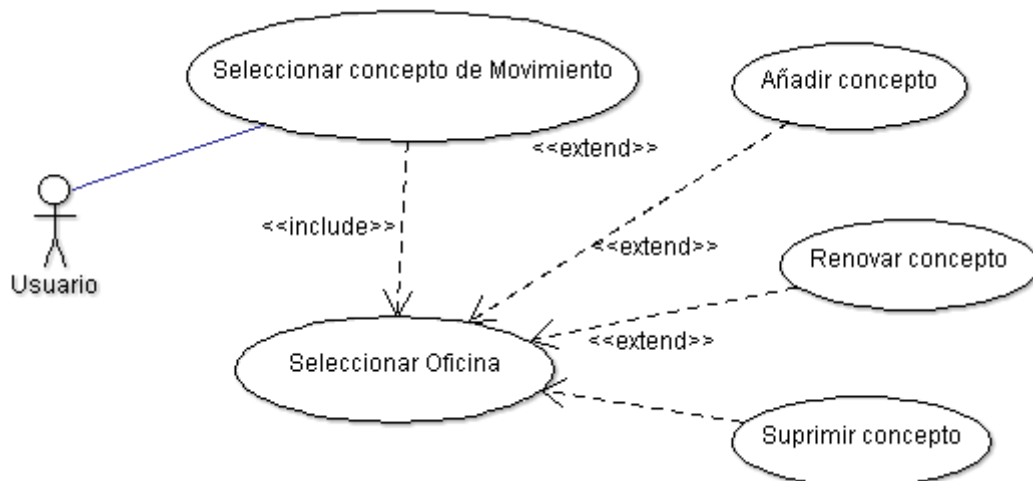 Seleccionar concepto de Movimiento
Añadir concepto
<<extend>>
<<include>>
<<extend>>
Renovar concepto
Usuario
<<extend>>
Seleccionar Oficina
Suprimir concepto